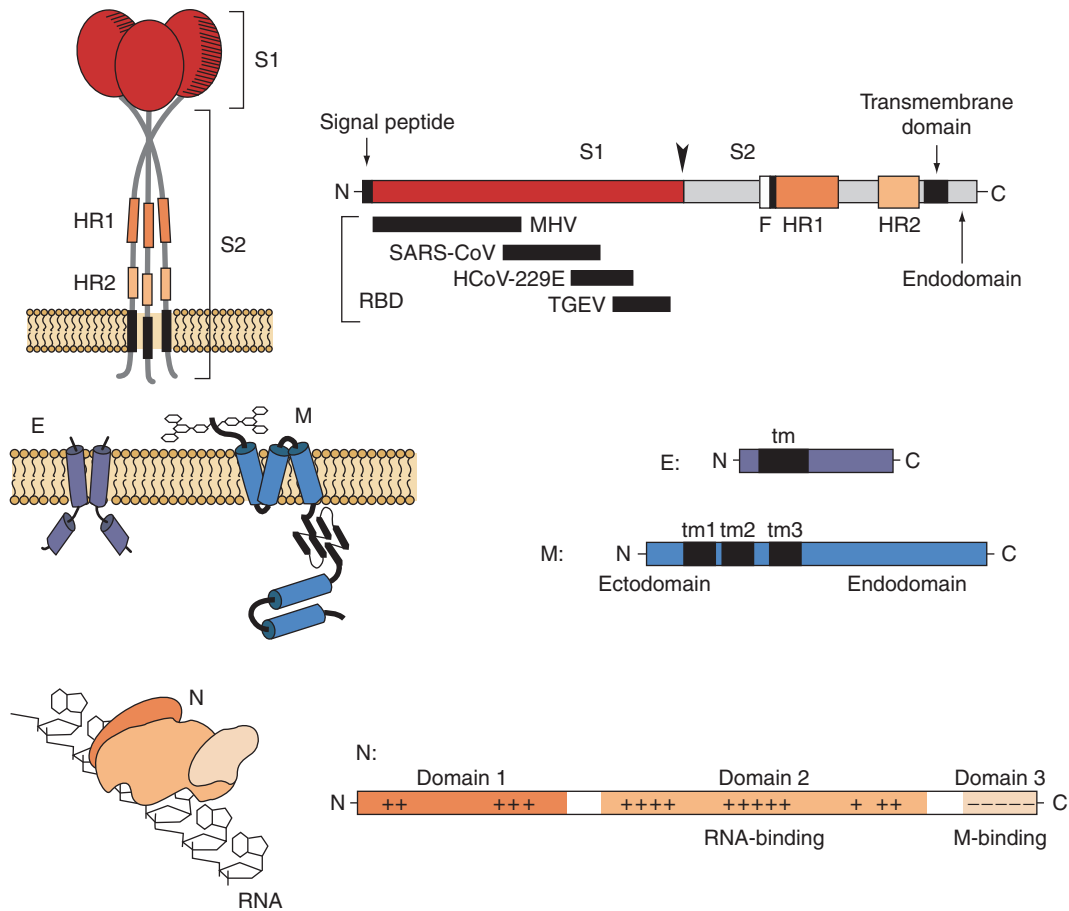 S1
HR1
HR2
S2
Signal peptide
Transmembrane
domain
S1
S2
N
C
F
HR1
HR2
Endodomain
RBD
MHV
SARS-CoV
HCoV-229E
TGEV
E
M
E:
N
tm
C
M:
N
tm1 tm2 tm3
C
Ectodomain
Endodomain
N
RNA
N:
Domain 1
Domain 2
Domain 3
N
++ +++ ++++ +++++ + ++ –––––
C
RNA-binding
M-binding